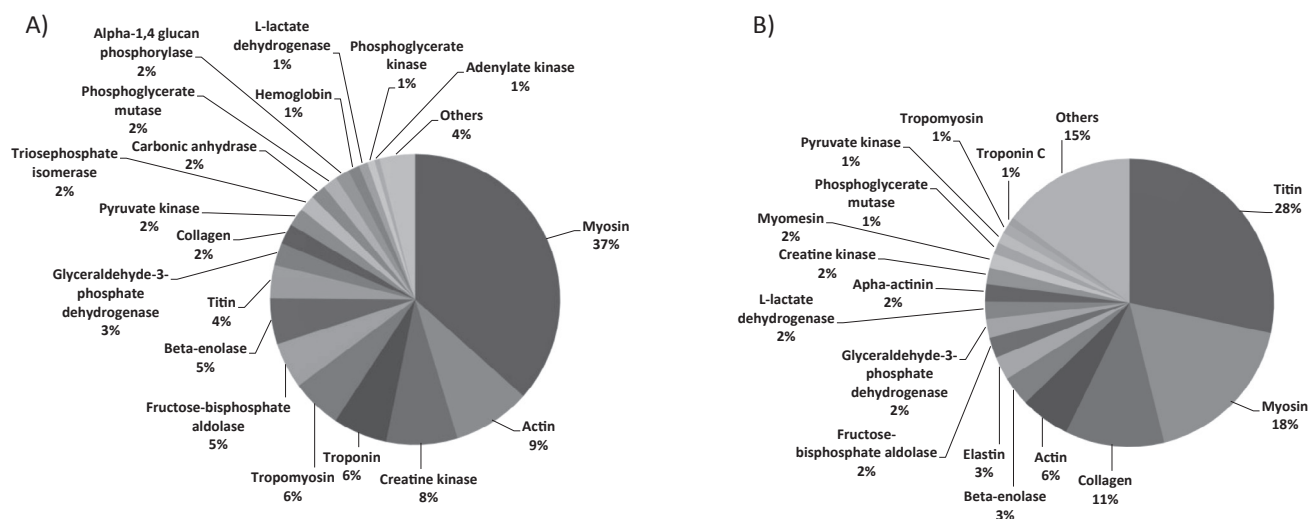 A)
Alpha-1,4 glucan
phosphorylase
2%
L-lactate
dehydrogenase
1%
Phosphoglycerate
kinase
1%
Adenylate kinase
1%
Phosphoglycerate
mutase
2%
Hemoglobin
1%
Others
4%
Carbonic anhydrase
2%
Triosephosphate
isomerase
2%
Pyruvate kinase
2%
Collagen
2%
Glyceraldehyde-3-
phosphate
dehydrogenase
3%
Titin
4%
Beta-enolase
5%
Fructose-bisphosphate
aldolase
5%
Tropomyosin
6%
Troponin
6%
Creatine kinase
8%
Actin
9%
Myosin
37%
B)
Tropomyosin
1%
Others
15%
Pyruvate kinase
1%
Troponin C
1%
Phosphoglycerate
mutase
1%
Myomesin
2%
Creatine kinase
2%
Apha-actinin
2%
L-lactate
dehydrogenase
2%
Glyceraldehyde-3-
phosphate
dehydrogenase
2%
Fructose-
bisphosphate aldolase
2%
Elastin
3%
Beta-enolase
3%
Actin
6%
Collagen
11%
Myosin
18%
Titin
28%